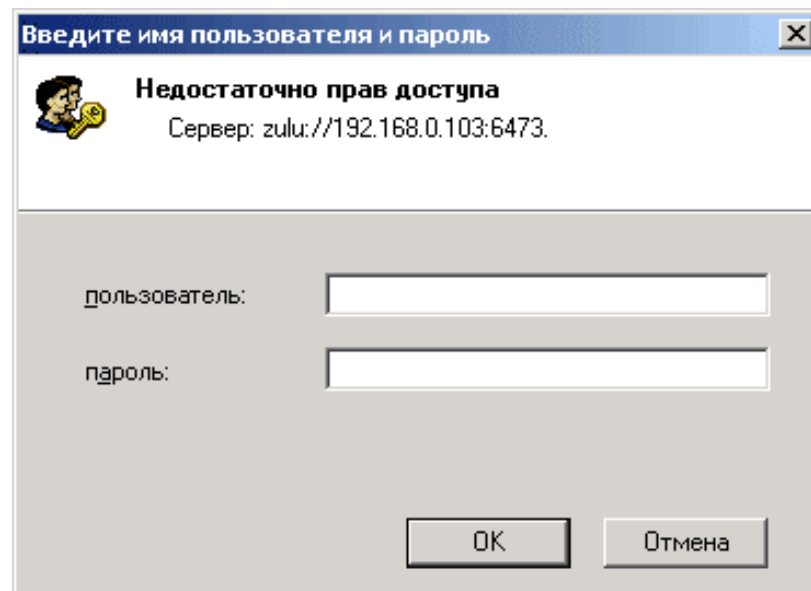 Введите имя пользователя и пароль
Недостаточно прав доступа
Сервер: zulu://192.168.0.103:6473.
пользователь:
пароль:
OK
Отмена